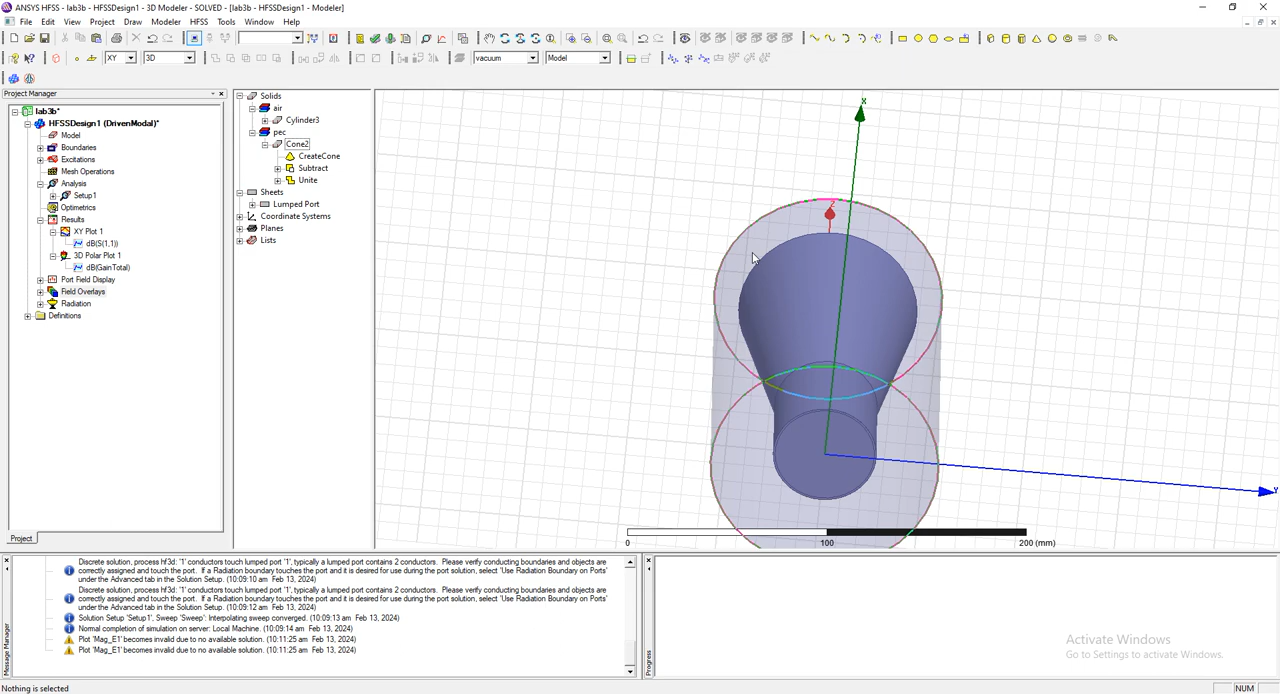 ANSYS HFSS - lab3b - HFSSDesign1 - 3D Modeler - SOLVED - [lab3b - HFSSDesign1 - Modeler]
File Edit View Project Draw Modeler HFSS Tools Window Help
XY 3D vacuum Model
Project Manager
lab3b*
HFSSDesign1 (DrivenModal)*
Model
Boundaries
Excitations
Mesh Operations
Analysis
Setup1
Optimetrics
Results
XY Plot 1
dB(S(1,1))
3D Polar Plot 1
dB(GainTotal)
Port Field Display
Field Overlays
Radiation
Definitions
Project
Solids
air
Cylinder3
pec
Cone2
CreateCone
Subtract
Unite
Sheets
Lumped Port
Coordinate Systems
Planes
Lists
X
Z
Y
0 100 200 (mm)
Discrete solution, process hf3d: '1' conductors touch lumped port '1', typically a lumped port contains 2 conductors. Please verify conducting boundaries and objects are
correctly assigned and touch the port. If a Radiation boundary touches the port and it is desired for use during the port solution, select 'Use Radiation Boundary on Ports'
under the Advanced tab in the Solution Setup. (10:09:10 am Feb 13, 2024)
Discrete solution, process hf3d: '1' conductors touch lumped port '1', typically a lumped port contains 2 conductors. Please verify conducting boundaries and objects are
correctly assigned and touch the port. If a Radiation boundary touches the port and it is desired for use during the port solution, select 'Use Radiation Boundary on Ports'
under the Advanced tab in the Solution Setup. (10:09:12 am Feb 13, 2024)
Solution Setup 'Setup1', Sweep 'Sweep': Interpolating sweep converged. (10:09:13 am Feb 13, 2024)
Normal completion of simulation on server: Local Machine. (10:09:14 am Feb 13, 2024)
Plot 'Mag_E1' becomes invalid due to no available solution. (10:11:25 am Feb 13, 2024)
Plot 'Mag_E1' becomes invalid due to no available solution. (10:11:25 am Feb 13, 2024)
Message Manager
Progress
Activate Windows
Go to Settings to activate Windows.
Nothing is selected
NUM